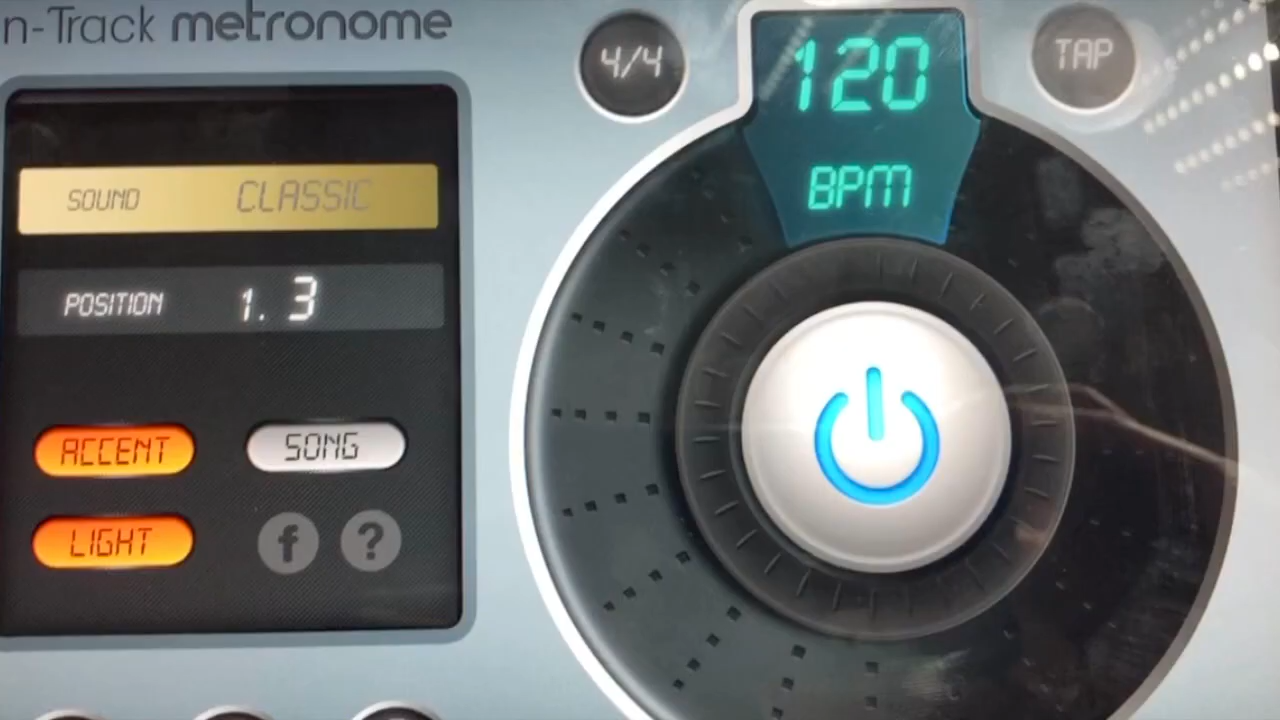 n-Track metronome
4/4
120
BPM
TAP
SOUND CLASSIC
POSITION 1. 3
ACCENT
SONG
LIGHT
f
?